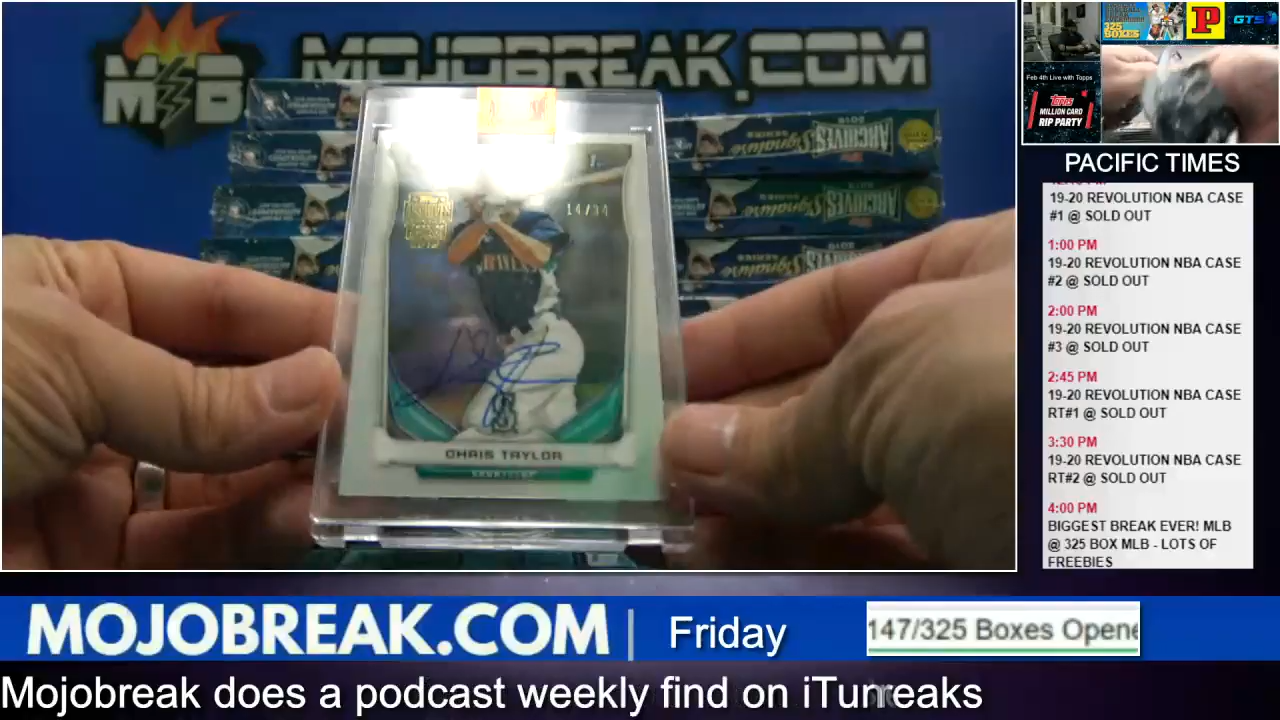 MB
MOJOBREAK.COM
ARCHIVES
Signature
SERIES
14/34
CHRIS TAYLOR
325
BOXES
P
GTS
Feb 4th Live with Topps
Topps
MILLION CARD
RIP PARTY
PACIFIC TIMES
19-20 REVOLUTION NBA CASE
#1 @ SOLD OUT
1:00 PM
19-20 REVOLUTION NBA CASE
#2 @ SOLD OUT
2:00 PM
19-20 REVOLUTION NBA CASE
#3 @ SOLD OUT
2:45 PM
19-20 REVOLUTION NBA CASE
RT#1 @ SOLD OUT
3:30 PM
19-20 REVOLUTION NBA CASE
RT#2 @ SOLD OUT
4:00 PM
BIGGEST BREAK EVER! MLB
@ 325 BOX MLB - LOTS OF
FREEBIES
MOJOBREAK.COM | Friday
147/325 Boxes Opene
Mojobreak does a podcast weekly find on